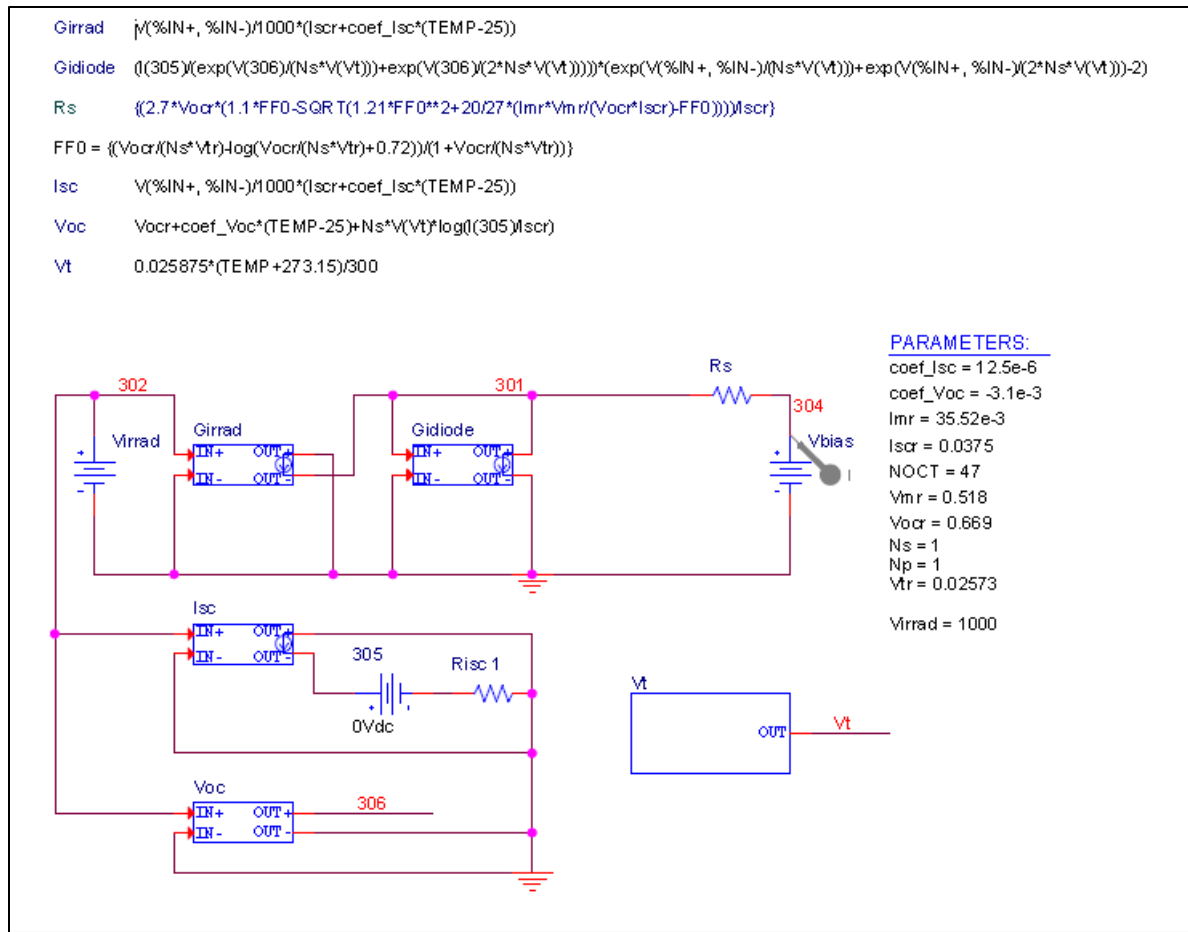 Girrad V(%IN+, %IN-)/1000*(Iscr+coef_Isc*(TEMP-25))
Gidiode (I(305)/(exp(V(306)/(Ns*V(Vt)))+exp(V(306)/(2*Ns*V(Vt)))))*(exp(V(%IN+, %IN-)/(Ns*V(Vt)))+exp(V(%IN+, %IN-)/(2*Ns*V(Vt)))-2)
Rs {(2.7*Vocr*(1.1*FF0-SQRT(1.21*FF0**2+20/27*(Imr*Vmr/(Vocr*Iscr)-FF0))))/Iscr}
FF0 = {(Vocr/(Ns*Vtr)-log(Vocr/(Ns*Vtr)+0.72))/(1+Vocr/(Ns*Vtr))}
Isc V(%IN+, %IN-)/1000*(Iscr+coef_Isc*(TEMP-25))
Voc Vocr+coef_Voc*(TEMP-25)+Ns*V(Vt)*log(I(305)/Iscr)
Vt 0.025875*(TEMP+273.15)/300
302
301
Rs
304
Virrad
Girrad
IN+ OUT+
IN- OUT-
Gidiode
IN+ OUT+
IN- OUT-
Vbias
I
PARAMETERS:
coef_Isc = 12.5e-6
coef_Voc = -3.1e-3
Imr = 35.52e-3
Iscr = 0.0375
NOCT = 47
Vmr = 0.518
Vocr = 0.669
Ns = 1
Np = 1
Vtr = 0.02573
Virrad = 1000
Isc
IN+ OUT+
IN- OUT-
305
0Vdc
Risc 1
Vt
OUT
Vt
Voc
IN+ OUT+
IN- OUT-
306